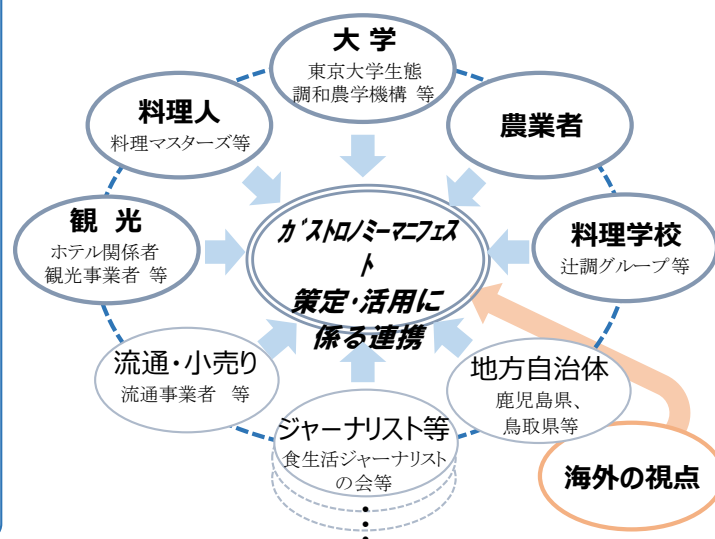 大 学
東京大学生態
調和農学機構 等
料理人
料理マスターズ等
農業者
観 光
ホテル関係者
観光事業者 等
ガストロノミーマニフェス
ト
策定・活用に
係る連携
料理学校
辻調グループ等
流通・小売り
流通事業者 等
地方自治体
鹿児島県、
鳥取県等
ジャーナリスト等
食生活ジャーナリスト
の会等
海外の視点